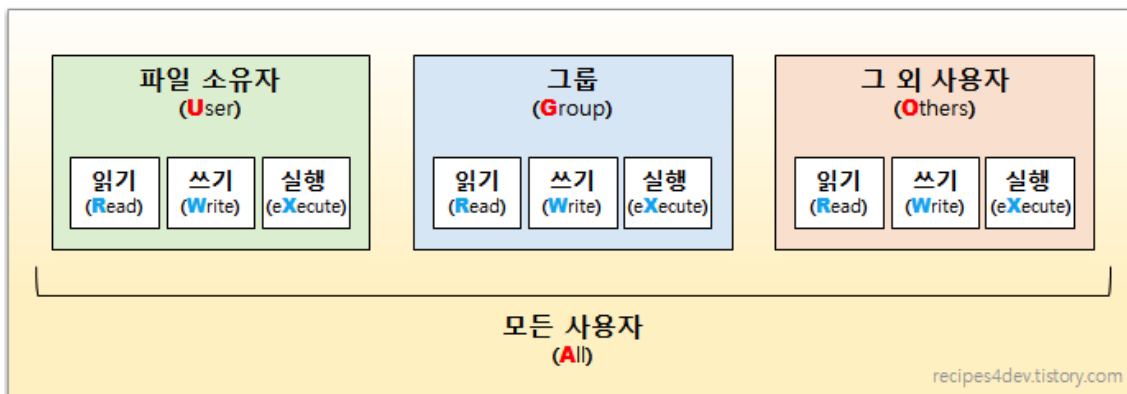 파일 소유자
(User)
그룹
(Group)
그 외 사용자
(Others)
읽기
(Read)
쓰기
(Write)
실행
(eXecute)
읽기
(Read)
쓰기
(Write)
실행
(eXecute)
읽기
(Read)
쓰기
(Write)
실행
(eXecute)
모든 사용자
(All)
recipes4dev.tistory.com